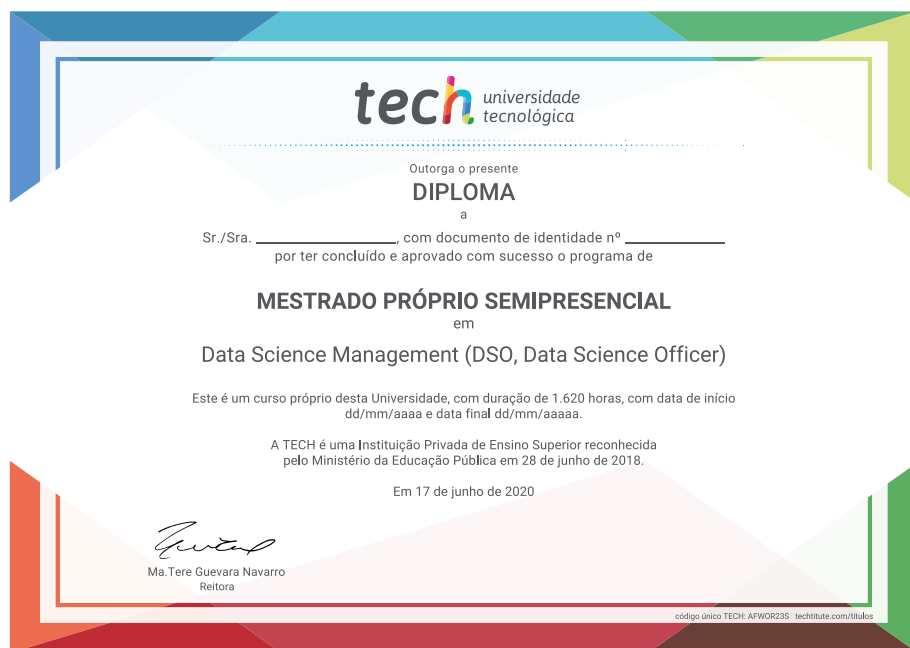 tech universidade
tecnológica
Outorga o presente
DIPLOMA
a
Sr./Sra. ____________________, com documento de identidade nº ______________
por ter concluído e aprovado com sucesso o programa de
MESTRADO PRÓPRIO SEMIPRESENCIAL
em
Data Science Management (DSO, Data Science Officer)
Este é um curso próprio desta Universidade, com duração de 1.620 horas, com data de início
dd/mm/aaaa e data final dd/mm/aaaaa.
A TECH é uma Instituição Privada de Ensino Superior reconhecida
pelo Ministério da Educação Pública em 28 de junho de 2018.
Em 17 de junho de 2020
Ma.Tere Guevara Navarro
Reitora
código único TECH: AFWOR23S techtitute.com/titulos